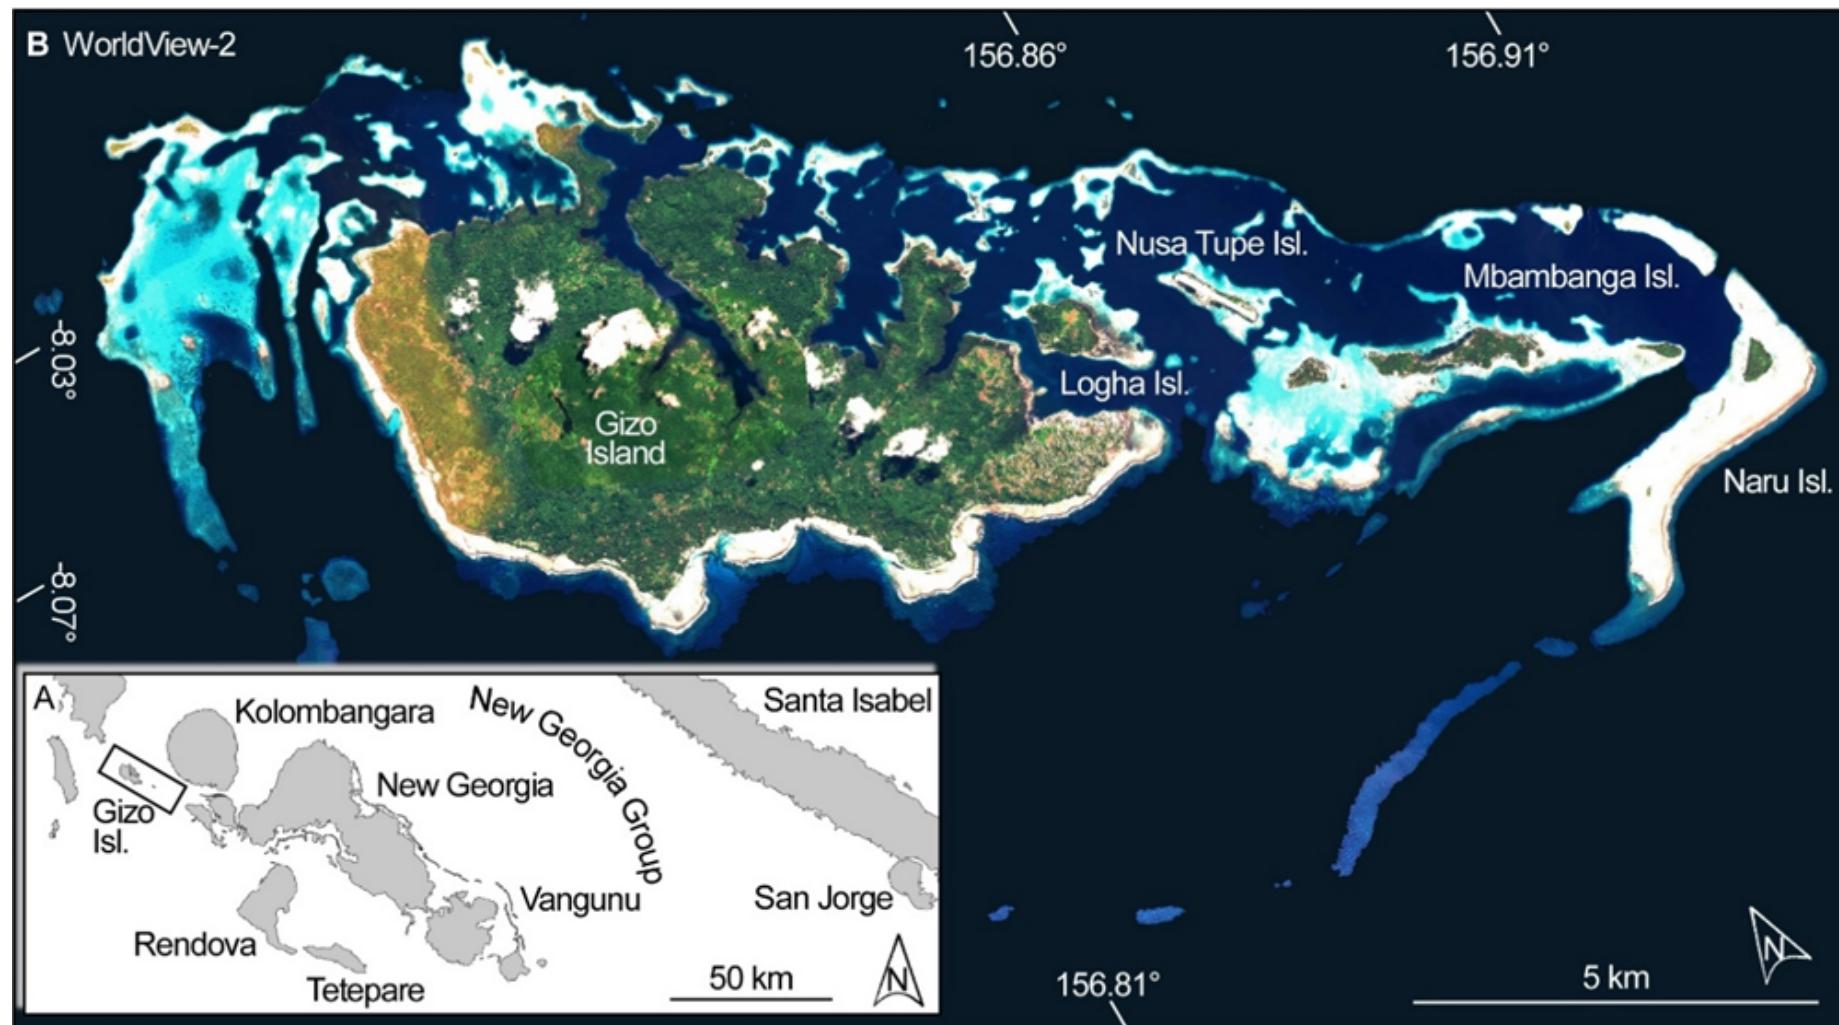 B WorldView-2
156.86°
156.91°
Nusa Tupe Isl.
Mbambanga Isl.
-8.03°
Logha Isl.
Gizo
Island
Naru Isl.
-8.07°
A
Kolombangara
New Georgia Group
Santa Isabel
New Georgia
Gizo
Isl.
Vangunu
San Jorge
Rendova
Tetepare
50 km
N
156.81°
5 km
N